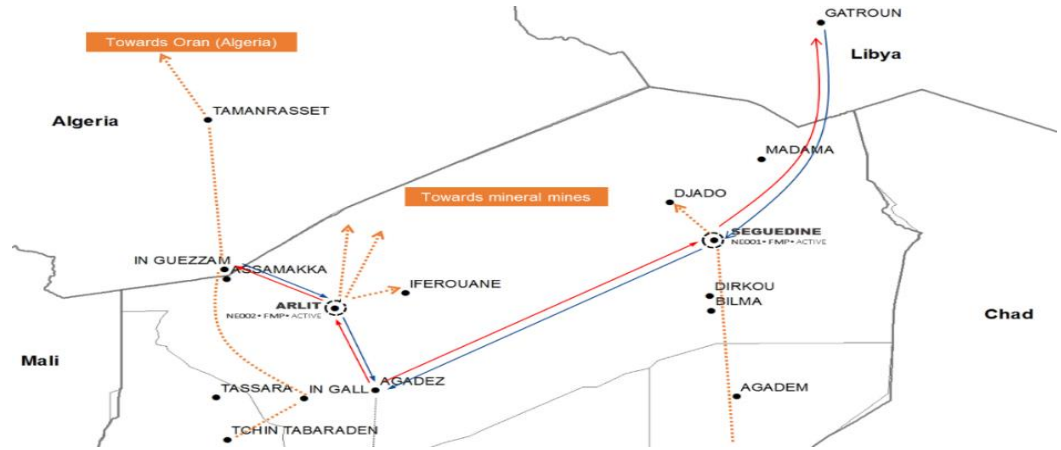 GATROUN
Towards Oran (Algeria)
Libya
TAMANRASSET
Algeria
MADAMA
Towards mineral mines
DJADO
SEGUEDINE
NE001 • FMP • ACTIVE
IN GUEZZAM
ASSAMAKKA
IFEROUANE
DIRKOU
ARLIT
BILMA
NE002 • FMP • ACTIVE
Chad
Mali
AGADEZ
TASSARA
IN GALL
AGADEM
TCHIN TABARADEN